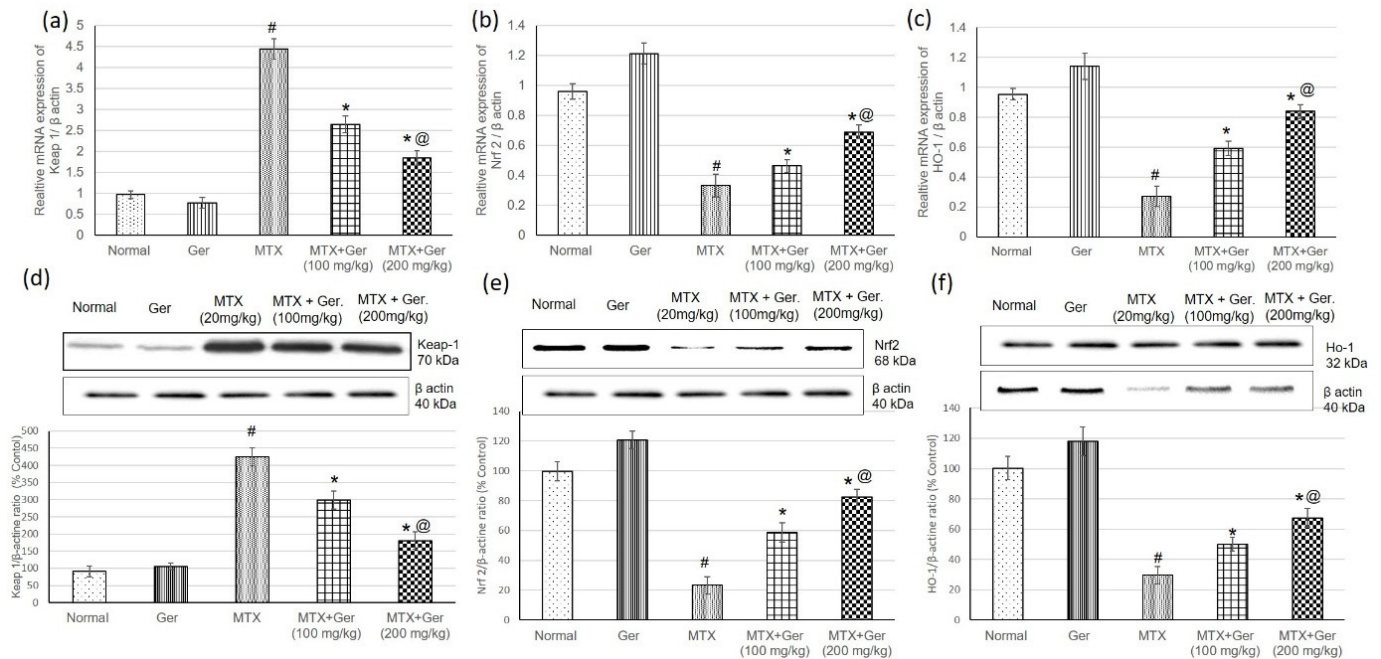 (a)
Realtive mRNA expression of
Keap 1/ β actin
5
4.5
4
3.5
3
2.5
2
1.5
1
0.5
0
#
*
* @
Normal
Ger
MTX
MTX+Ger
(100 mg/kg)
MTX+Ger
(200 mg/kg)
(b)
Realtive mRNA expression of
Nrf 2 / β actin
1.4
1.2
1
0.8
0.6
0.4
0.2
0
#
*
* @
Normal
Ger
MTX
MTX+Ger
(100 mg/kg)
MTX+Ger
(200 mg/kg)
(c)
Realtive mRNA expression of
HO-1 / β actin
1.4
1.2
1
0.8
0.6
0.4
0.2
0
#
*
* @
Normal
Ger
MTX
MTX+Ger
(100 mg/kg)
MTX+Ger
(200 mg/kg)
(d)
Normal
Ger
MTX
(20mg/kg)
MTX + Ger.
(100mg/kg)
MTX + Ger.
(200mg/kg)
Keap-1
70 kDa
β actin
40 kDa
Keap 1/β-actine ratio (% Contol)
500
450
400
350
300
250
200
150
100
50
0
#
*
* @
Normal
Ger
MTX
MTX+Ger
(100 mg/kg)
MTX+Ger
(200 mg/kg)
(e)
Normal
Ger
MTX
(20mg/kg)
MTX + Ger.
(100mg/kg)
MTX + Ger.
(200mg/kg)
Nrf2
68 kDa
β actin
40 kDa
Nrf 2/β-actine ratio (% Control)
140
120
100
80
60
40
20
0
#
*
* @
Normal
Ger
MTX
MTX+Ger
(100 mg/kg)
MTX+Ger
(200 mg/kg)
(f)
Normal
Ger
MTX
(20mg/kg)
MTX + Ger.
(100mg/kg)
MTX + Ger.
(200mg/kg)
Ho-1
32 kDa
β actin
40 kDa
HO-1/β-actine ratio (% Control)
140
120
100
80
60
40
20
0
#
*
* @
Normal
Ger
MTX
MTX+Ger
(100 mg/kg)
MTX+Ger
(200 mg/kg)